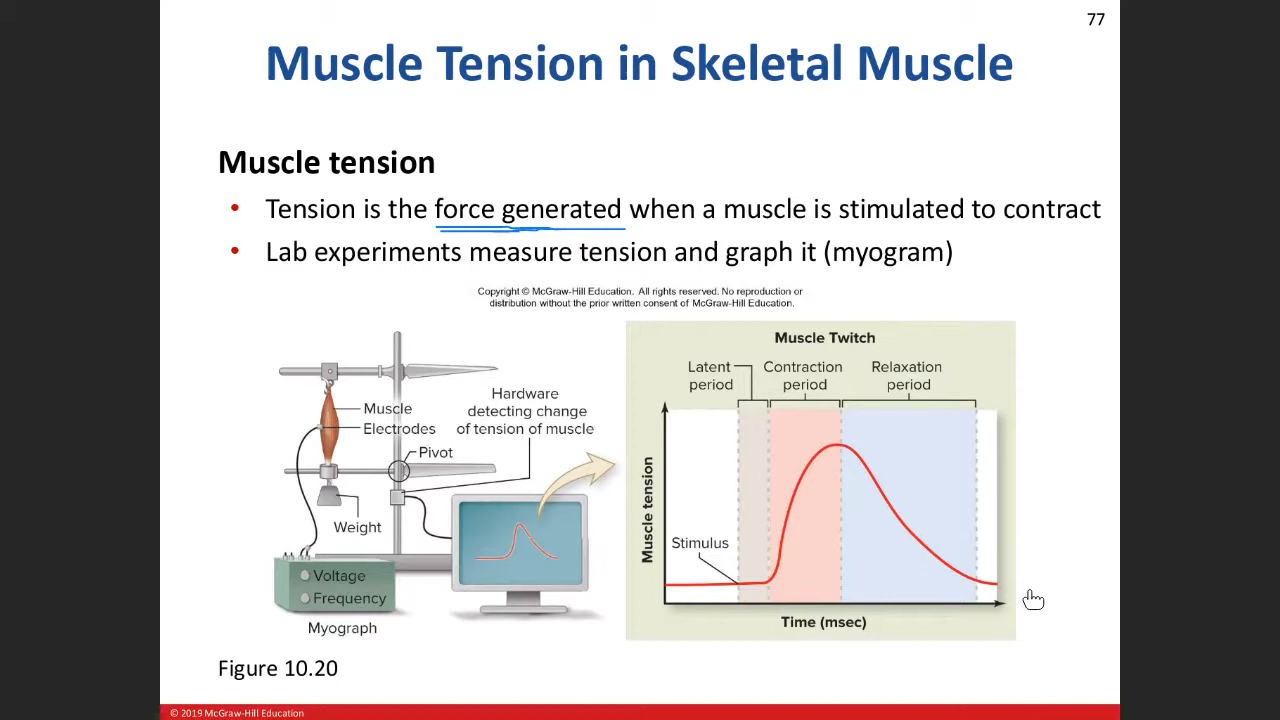 77
Muscle Tension in Skeletal Muscle
Muscle tension
• Tension is the force generated when a muscle is stimulated to contract
• Lab experiments measure tension and graph it (myogram)
Copyright © McGraw-Hill Education. All rights reserved. No reproduction or
distribution without the prior written consent of McGraw-Hill Education.
Muscle
Electrodes
Pivot
Weight
Hardware
detecting change
of tension of muscle
Voltage
Frequency
Myograph
Muscle Twitch
Latent
period
Contraction
period
Relaxation
period
Muscle tension
Stimulus
Time (msec)
Figure 10.20
© 2019 McGraw-Hill Education